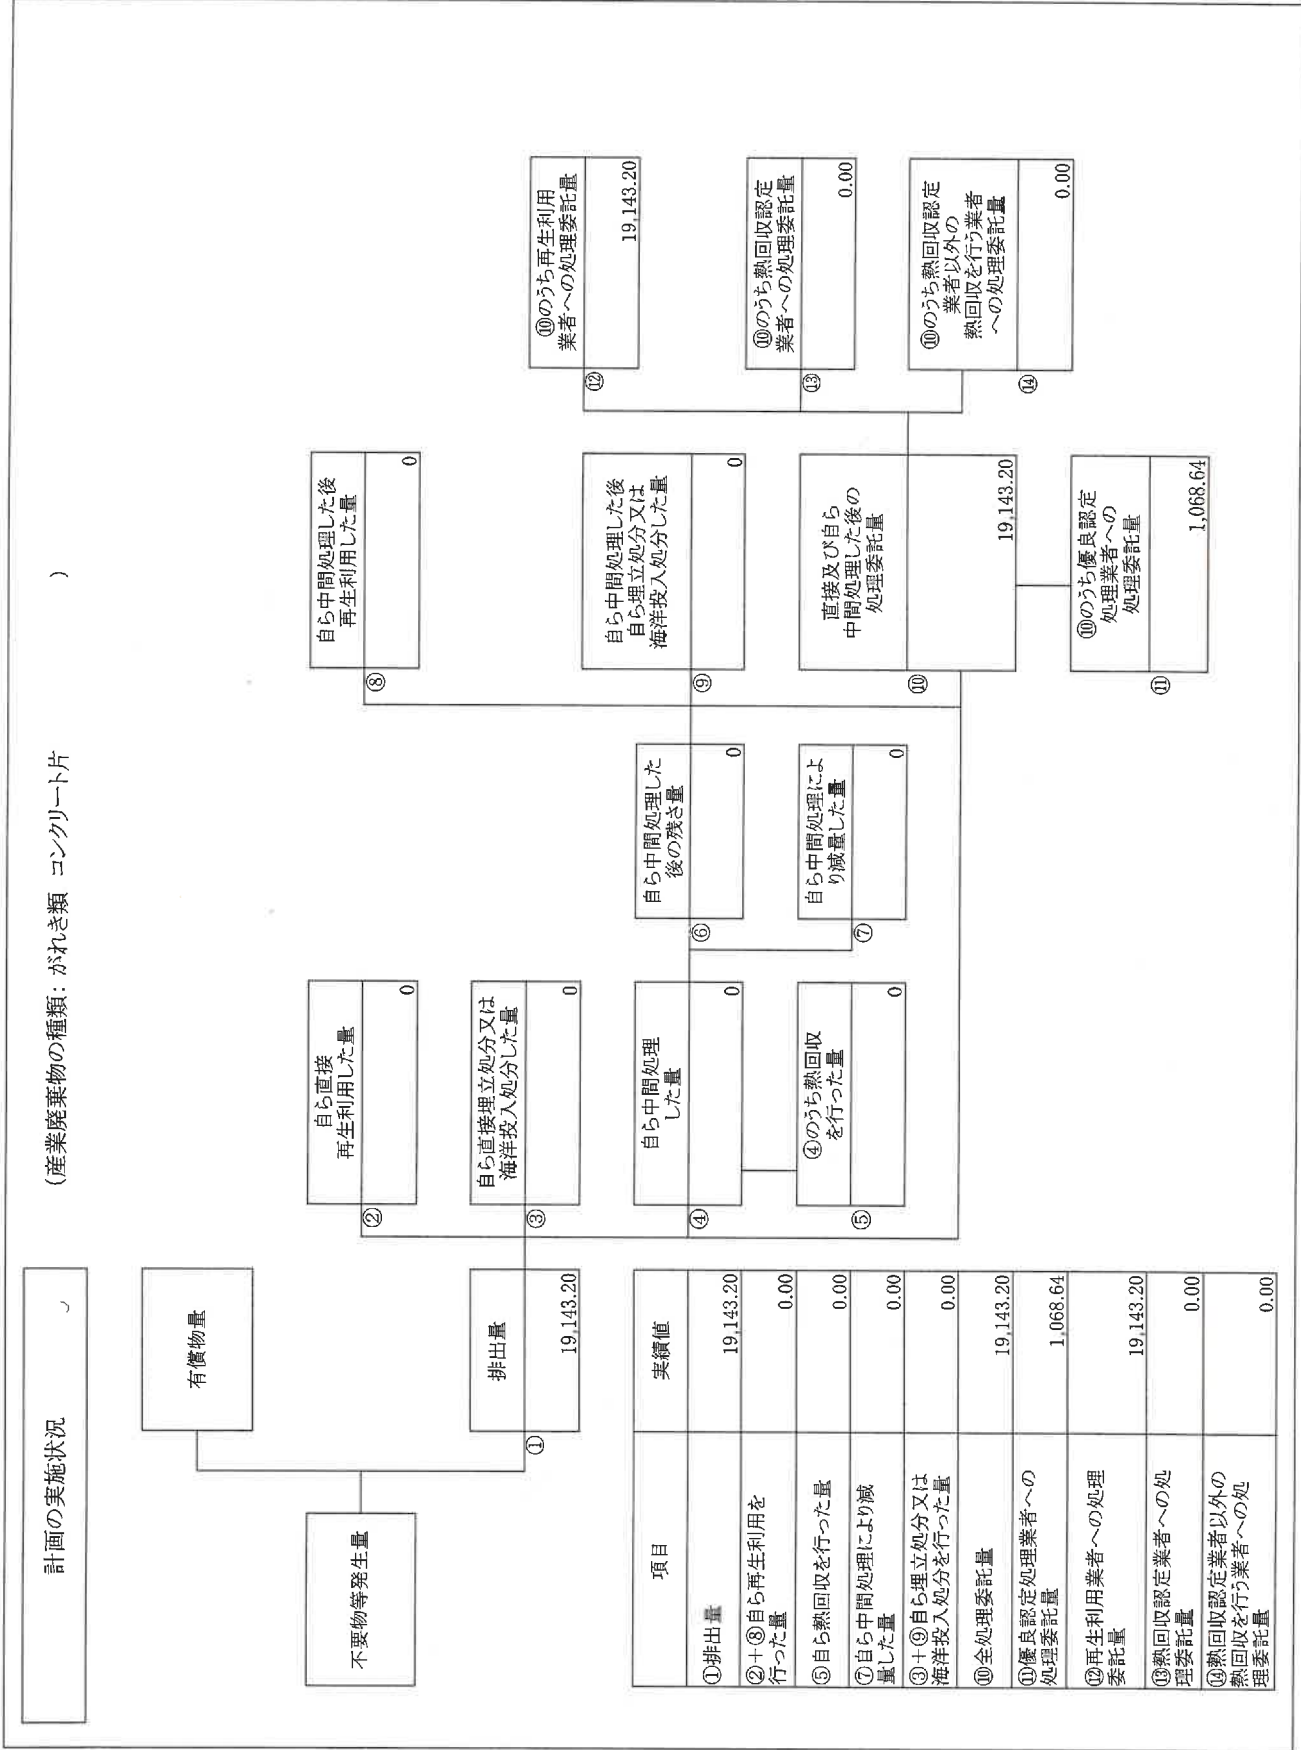 計画の実施状況
(産業廃棄物の種類：がれき類 コンクリート片 )
不要物等発生量
有償物量
①
排出量
19,143.20
②
自ら直接
再生利用した量
0
③
自ら直接埋立処分又は
海洋投入処分した量
0
④
自ら中間処理
した量
0
⑤
④のうち熱回収
を行った量
0
⑥
自ら中間処理した
後の残さ量
0
⑦
自ら中間処理によ
り減量した量
0
⑧
自ら中間処理した後
再生利用した量
0
⑨
自ら中間処理した後
自ら埋立処分又は
海洋投入処分した量
0
⑩
直接及び自ら
中間処理した後の
処理委託量
19,143.20
⑪
⑩のうち優良認定
処理業者への
処理委託量
1,068.64
⑫
⑩のうち再生利用
業者への処理委託量
19,143.20
⑬
⑩のうち熱回収認定
業者への処理委託量
0.00
⑭
⑩のうち熱回収認定
業者以外の
熱回収を行う業者
への処理委託量
0.00
項目 実績値
①排出量 19,143.20
②＋⑧自ら再生利用を
行った量 0.00
⑤自ら熱回収を行った量 0.00
⑦自ら中間処理により減
量した量 0.00
③＋⑨自ら埋立処分又は
海洋投入処分を行った量 0.00
⑩全処理委託量 19,143.20
⑪優良認定処理業者への
処理委託量 1,068.64
⑫再生利用業者への処理
委託量 19,143.20
⑬熱回収認定業者への処
理委託量 0.00
⑭熱回収認定業者以外の
熱回収を行う業者への処
理委託量 0.00